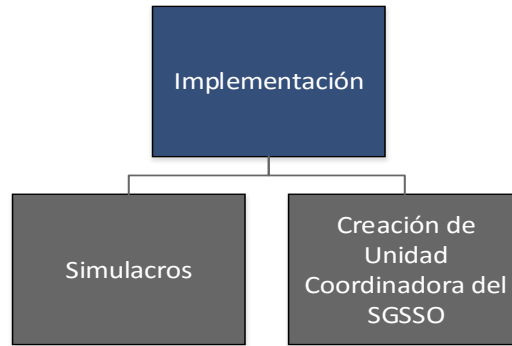 Implementación
Simulacros
Creación de
Unidad
Coordinadora del
SGSSO